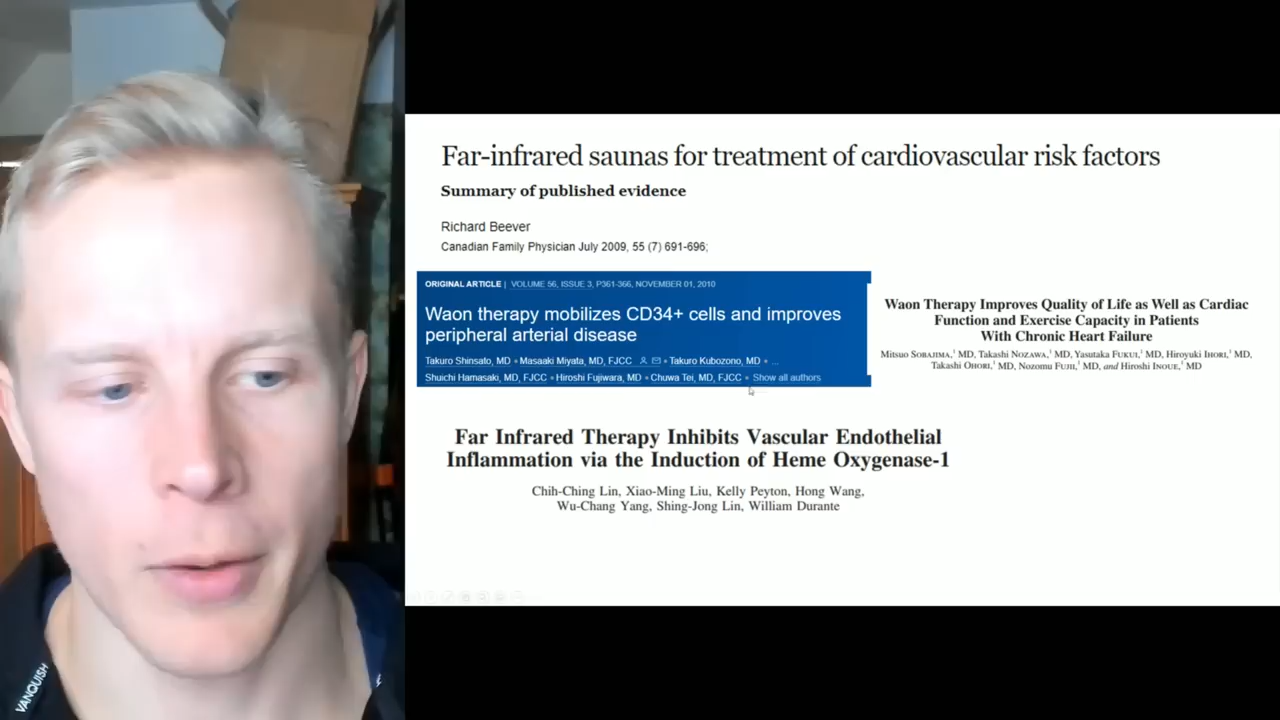 Far-infrared saunas for treatment of cardiovascular risk factors
Summary of published evidence
Richard Beever
Canadian Family Physician July 2009, 55 (7) 691-696;
ORIGINAL ARTICLE | VOLUME 56, ISSUE 3, P361-366, NOVEMBER 01, 2010
Waon therapy mobilizes CD34+ cells and improves
peripheral arterial disease
Takuro Shinsato, MD • Masaaki Miyata, MD, FJCC • Takuro Kubozono, MD • ...
Shuichi Hamasaki, MD, FJCC • Hiroshi Fujiwara, MD • Chuwa Tei, MD, FJCC • Show all authors
Waon Therapy Improves Quality of Life as Well as Cardiac
Function and Exercise Capacity in Patients
With Chronic Heart Failure
Mitsuo SOBAJIMA,1 MD, Takashi NOZAWA,1 MD, Yasutaka FUKUI,1 MD, Hiroyuki IHORI,1 MD,
Takashi OHORI,1 MD, Nozomu FUJII,1 MD, and Hiroshi INOUE,1 MD
Far Infrared Therapy Inhibits Vascular Endothelial
Inflammation via the Induction of Heme Oxygenase-1
Chih-Ching Lin, Xiao-Ming Liu, Kelly Peyton, Hong Wang,
Wu-Chang Yang, Shing-Jong Lin, William Durante
VANQUISH